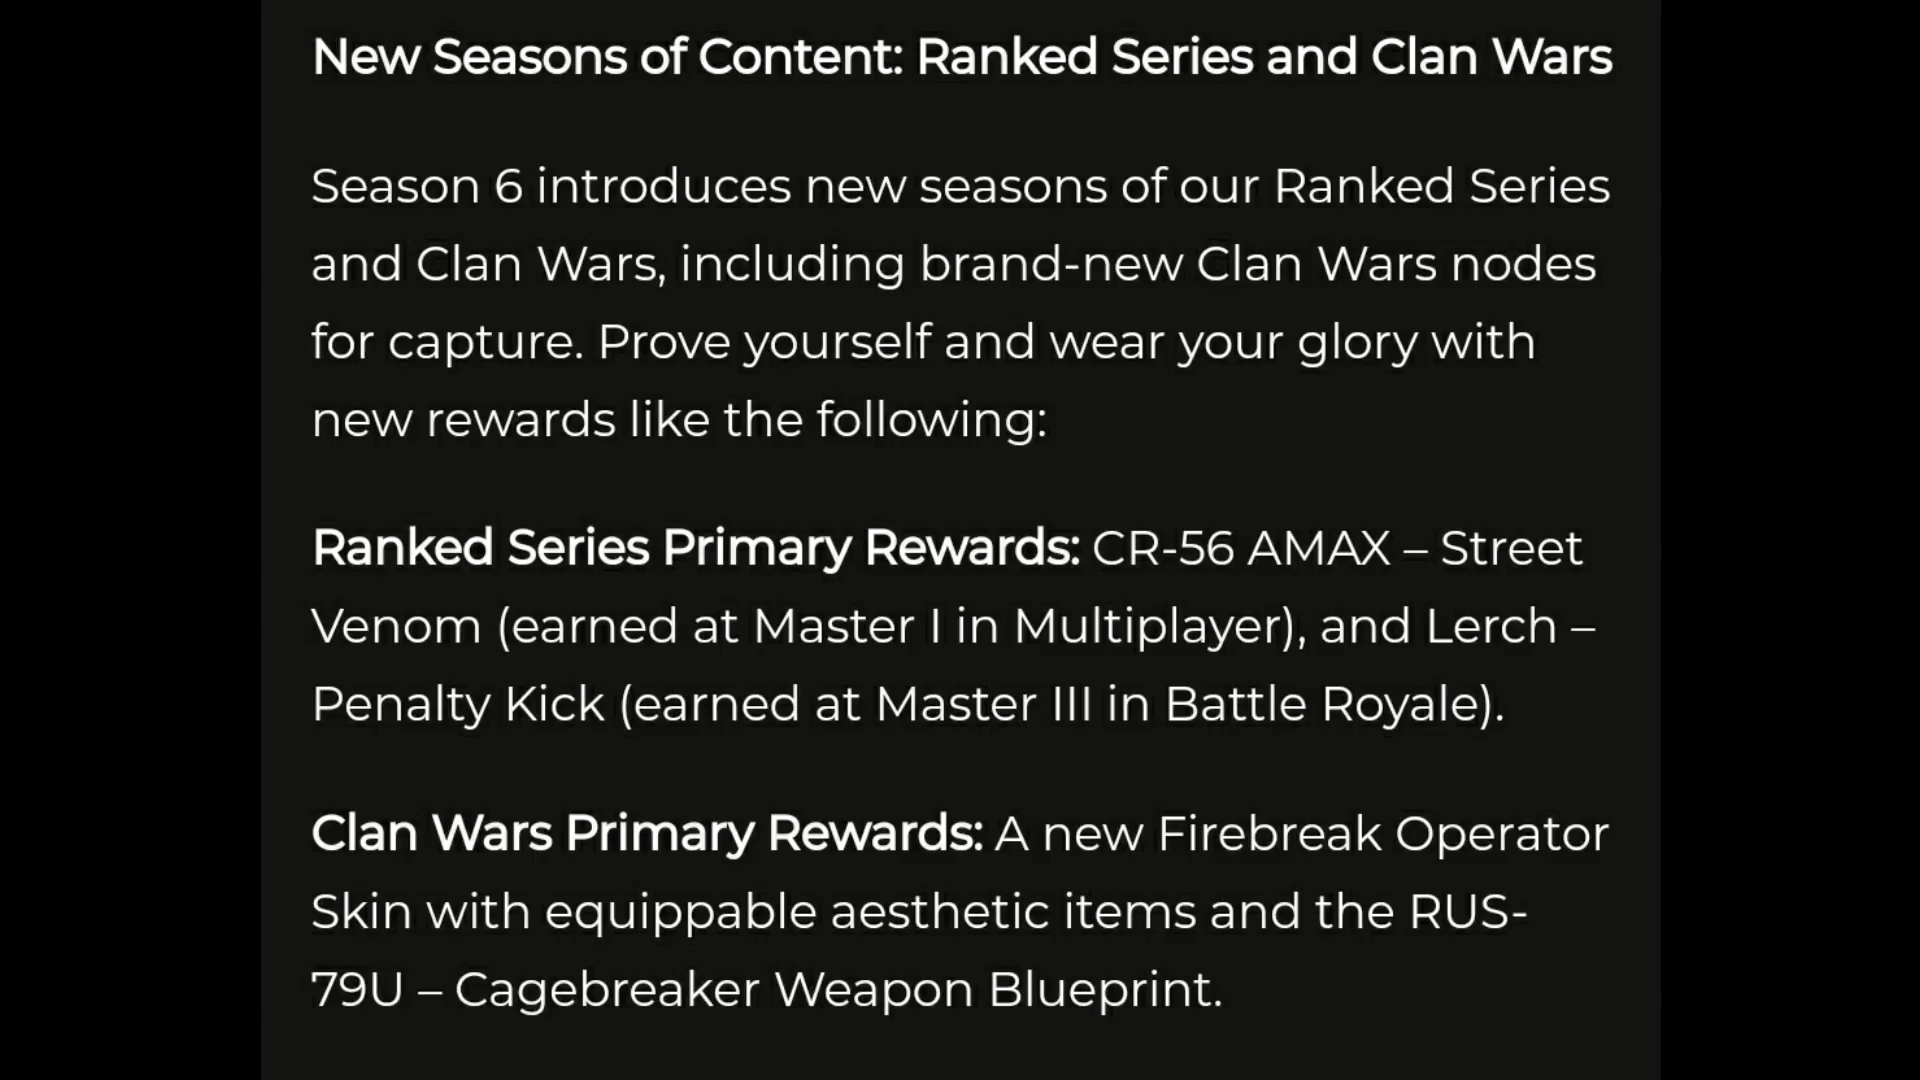 New Seasons of Content: Ranked Series and Clan Wars
Season 6 introduces new seasons of our Ranked Series
and Clan Wars, including brand-new Clan Wars nodes
for capture. Prove yourself and wear your glory with
new rewards like the following:
Ranked Series Primary Rewards: CR-56 AMAX – Street
Venom (earned at Master I in Multiplayer), and Lerch –
Penalty Kick (earned at Master III in Battle Royale).
Clan Wars Primary Rewards: A new Firebreak Operator
Skin with equippable aesthetic items and the RUS-
79U – Cagebreaker Weapon Blueprint.